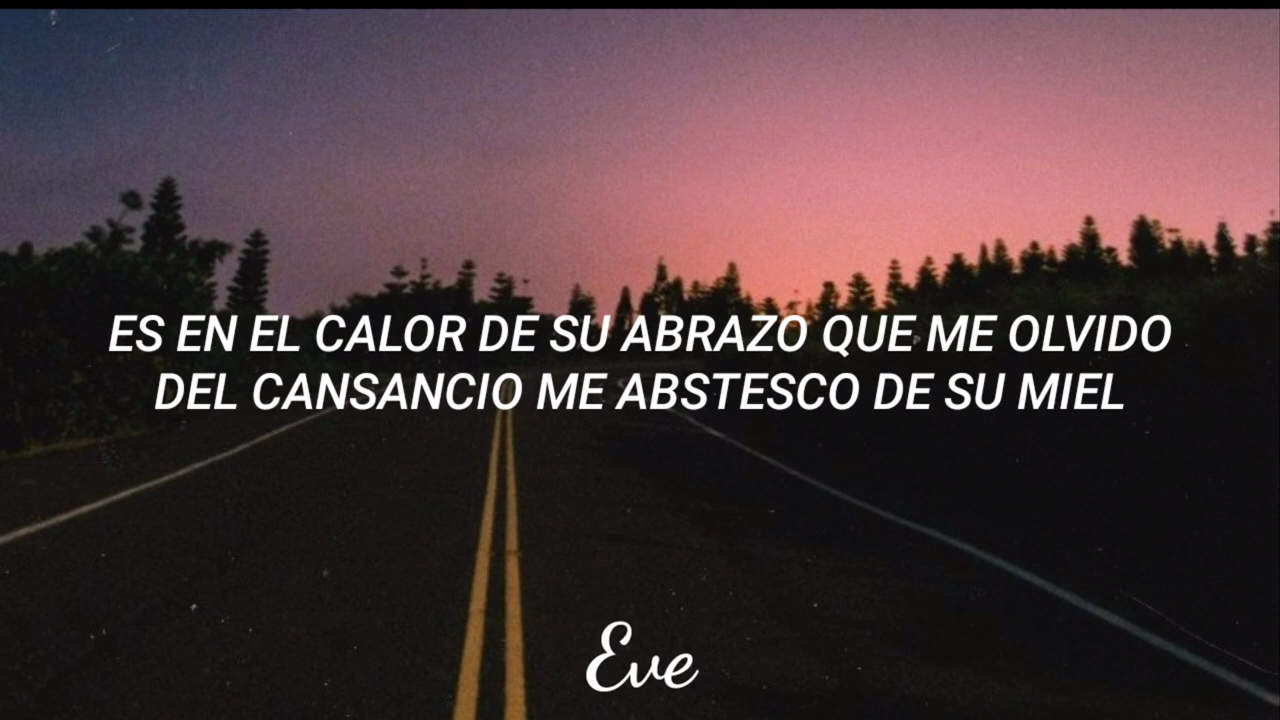 ES EN EL CALOR DE SU ABRAZO QUE ME OLVIDO
DEL CANSANCIO ME ABSTESCO DE SU MIEL
Eve